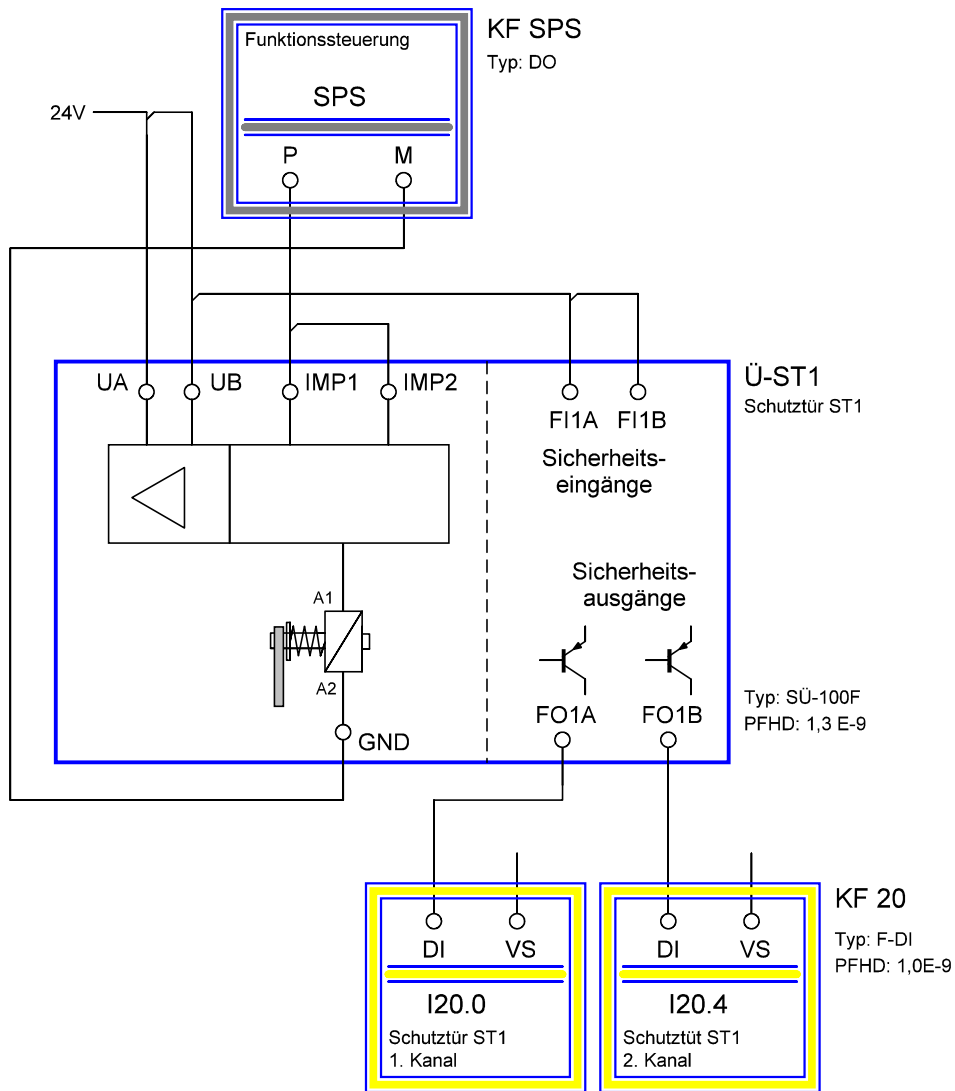 KF SPS
Typ: DO
Funktionssteuerung
SPS
P M
24V
UA UB IMP1 IMP2
FI1A FI1B
Ü-ST1
Schutztür ST1
Sicherheits-
eingänge
Sicherheits-
ausgänge
A1
A2
GND
FO1A FO1B
Typ: SÜ-100F
PFHD: 1,3 E-9
KF 20
Typ: F-DI
PFHD: 1,0E-9
DI VS
I20.0
Schutztür ST1
1. Kanal
DI VS
I20.4
Schutztüt ST1
2. Kanal